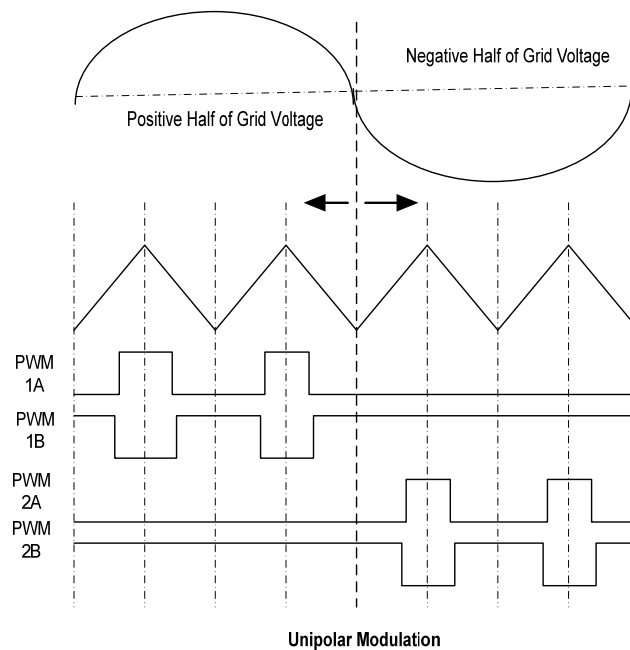 Negative Half of Grid Voltage
Positive Half of Grid Voltage
PWM
1A
PWM
1B
PWM
2A
PWM
2B
Unipolar Modulation